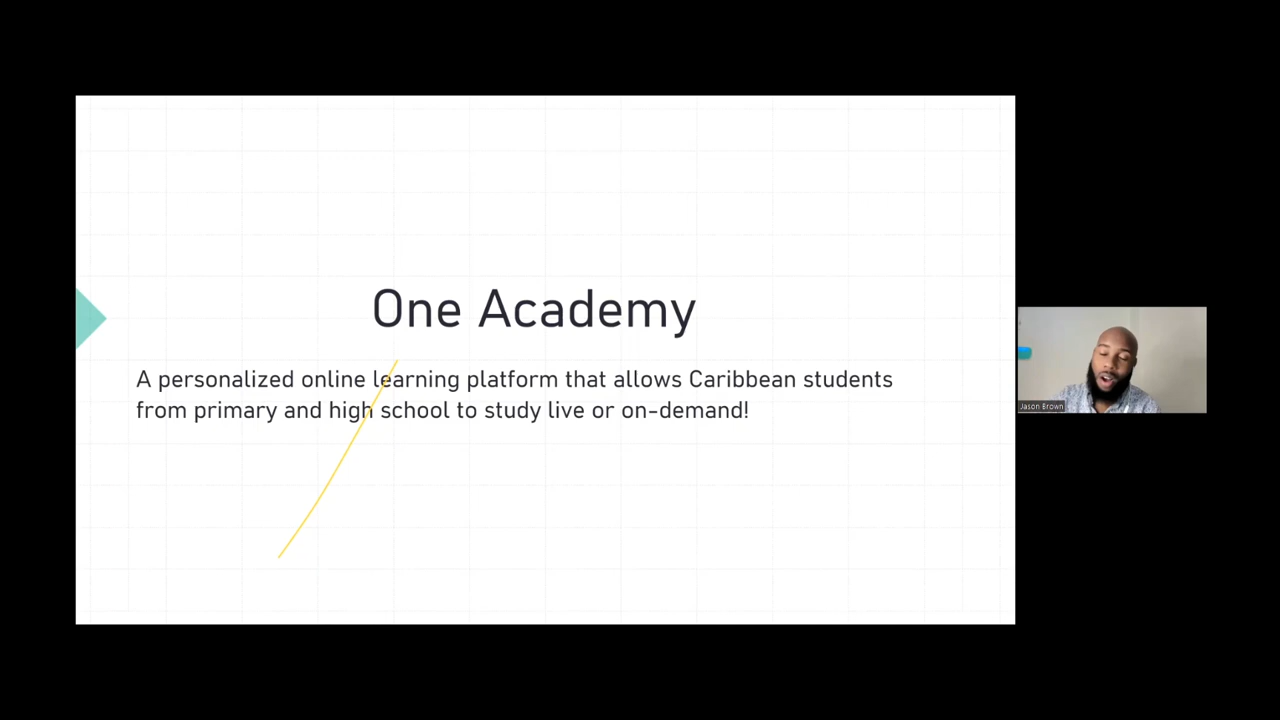 One Academy
A personalized online learning platform that allows Caribbean students
from primary and high school to study live or on-demand!
Jason Brown